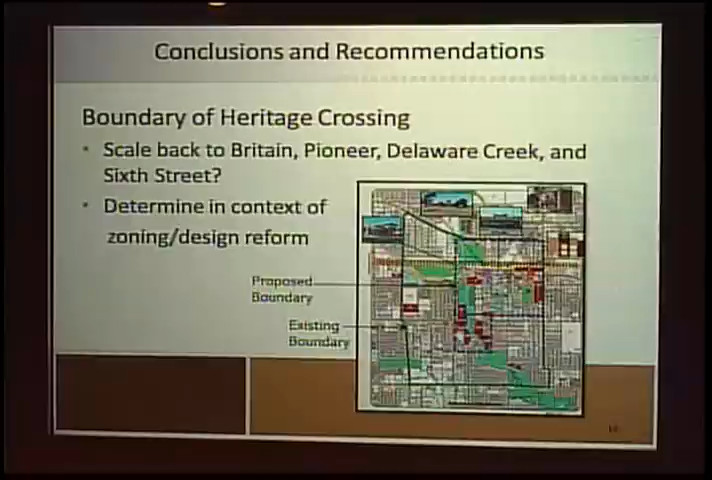 Conclusions and Recommendations
Boundary of Heritage Crossing
• Scale back to Britain, Pioneer, Delaware Creek, and
Sixth Street?
• Determine in context of
zoning/design reform
Proposed
Boundary
Existing
Boundary